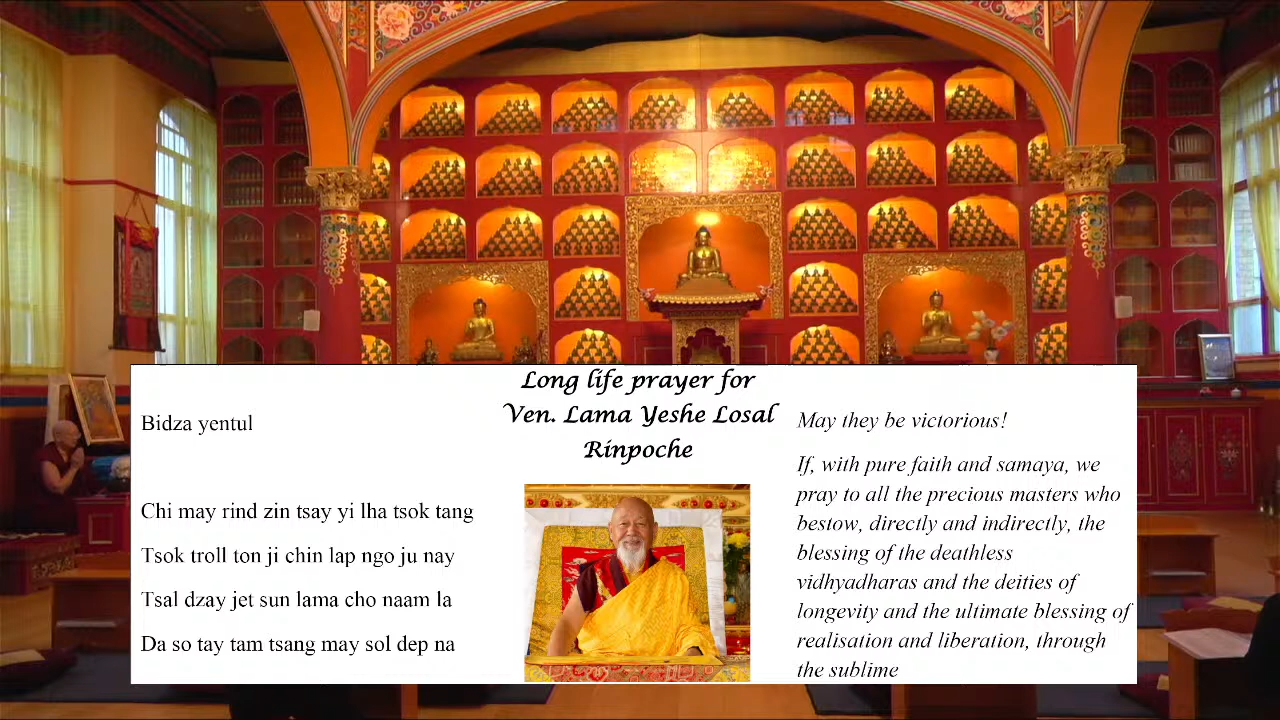 Bidza yentul
Chi may rind zin tsay yi lha tsok tang
Tsok troll ton ji chin lap ngo ju nay
Tsal dzay jet sun lama cho naam la
Da so tay tam tsang may sol dep na
Long life prayer for
Ven. Lama Yeshe Losal
Rinpoche
May they be victorious!
If, with pure faith and samaya, we
pray to all the precious masters who
bestow, directly and indirectly, the
blessing of the deathless
vidhyadharas and the deities of
longevity and the ultimate blessing of
realisation and liberation, through
the sublime